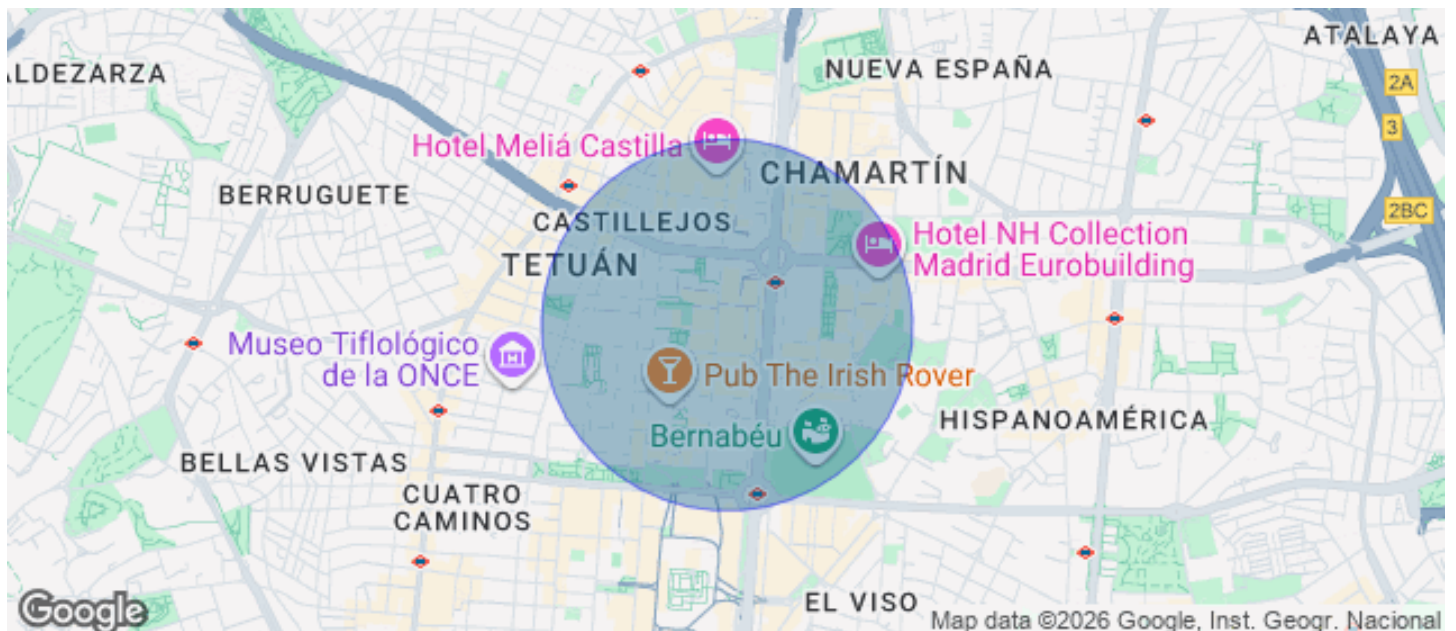 ATALAYA
ALDEZARZA
NUEVA ESPAÑA
2A
3
Hotel Meliá Castilla
CHAMARTÍN
BERRUGUETE
CASTILLEJOS
2BC
Hotel NH Collection
Madrid Eurobuilding
TETUÁN
Museo Tiflológico
de la ONCE
Pub The Irish Rover
HISPANOAMÉRICA
Bernabéu
BELLAS VISTAS
CUATRO
CAMINOS
EL VISO
Google
Map data ©2026 Google, Inst. Geogr. Nacional